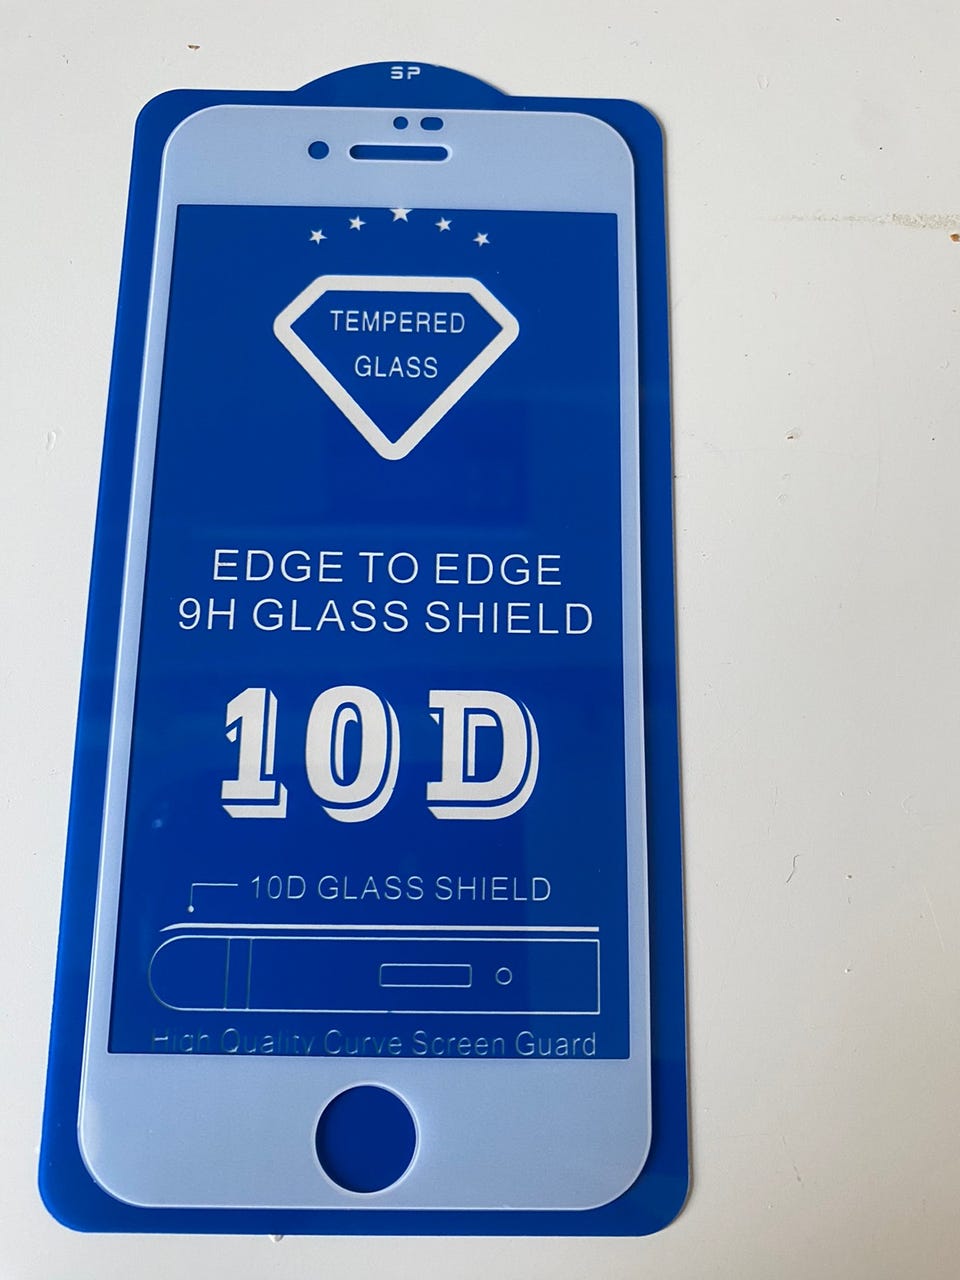 SP
TEMPERED
GLASS
EDGE TO EDGE
9H GLASS SHIELD
10D
10D GLASS SHIELD
High Quality Curve Screen Guard